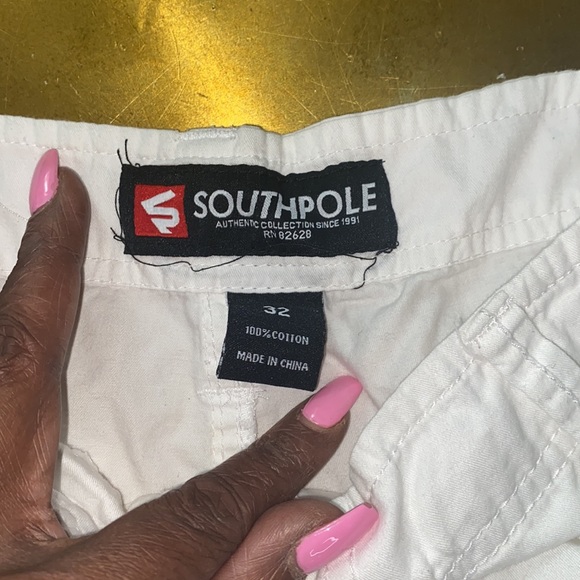 SOUTHPOLE
AUTHENTIC COLLECTION SINCE 1991
RN 82628
32
100% COTTON
MADE IN CHINA